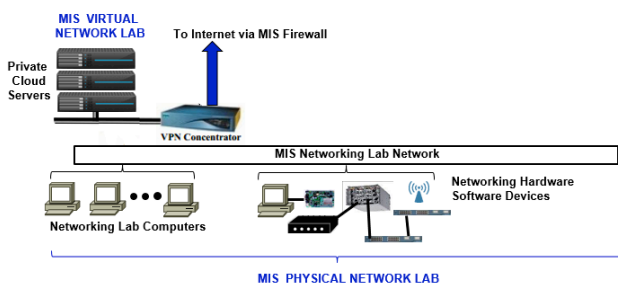 MIS VIRTUAL
NETWORK LAB
To Internet via MIS Firewall
Private
Cloud
Servers
VPN Concentrator
MIS Networking Lab Network
Networking Hardware
Software Devices
Networking Lab Computers
MIS PHYSICAL NETWORK LAB